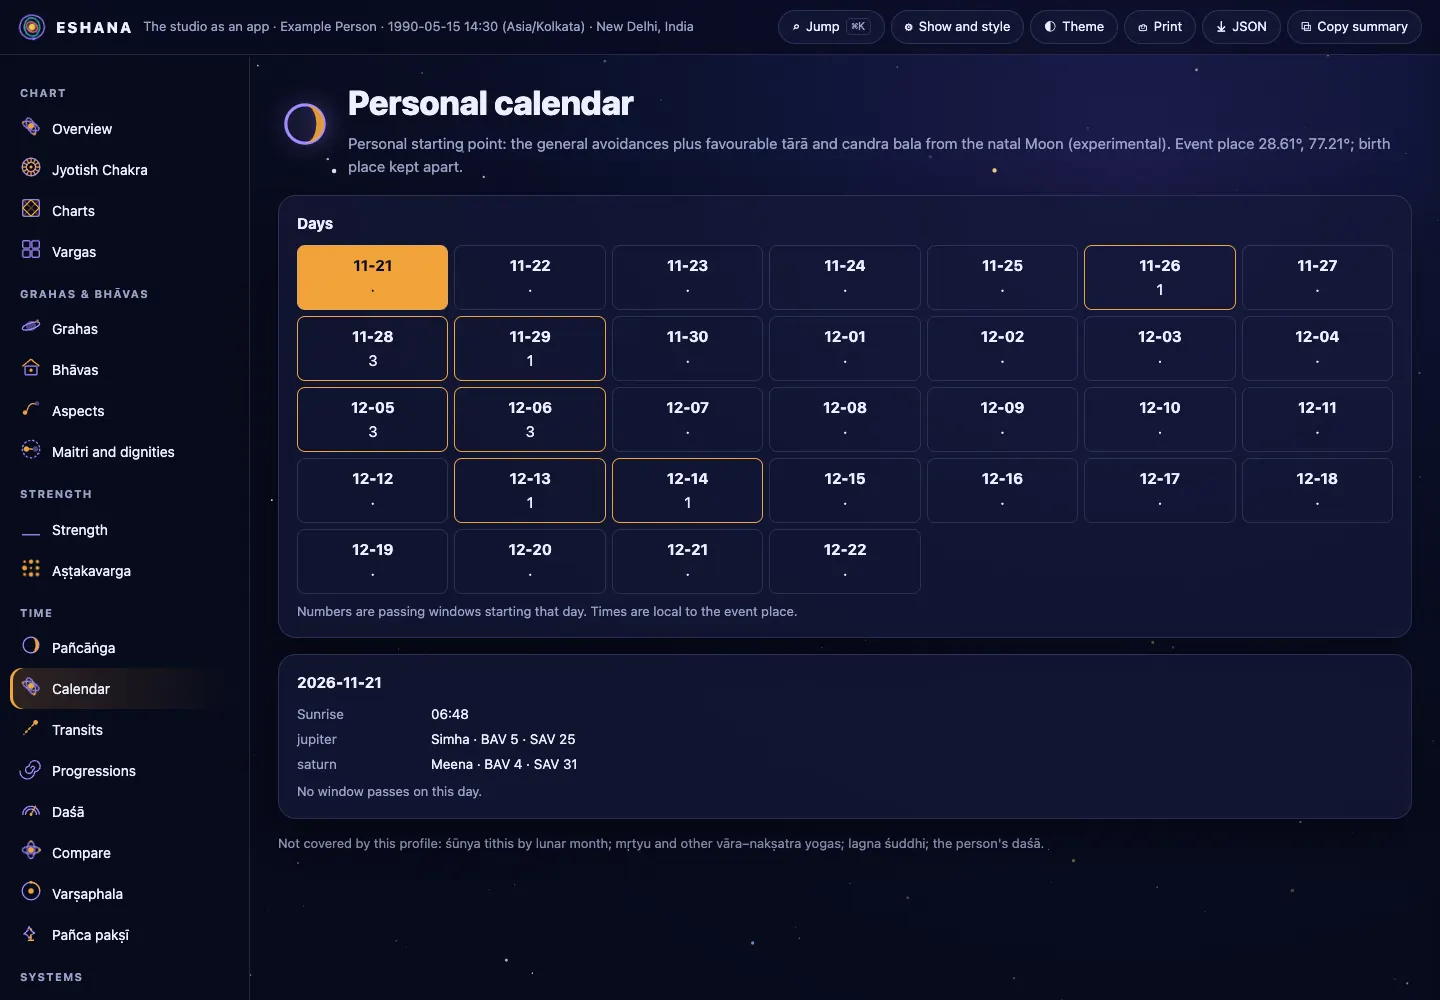 ESHANA The studio as an app · Example Person · 1990-05-15 14:30 (Asia/Kolkata) · New Delhi, India
Jump ⌘K
Show and style
Theme
Print
JSON
Copy summary
CHART
Overview
Jyotish Chakra
Charts
Vargas
GRAHAS & BHĀVAS
Grahas
Bhāvas
Aspects
Maitri and dignities
STRENGTH
Strength
Aṣṭakavarga
TIME
Pañcāṅga
Calendar
Transits
Progressions
Daśā
Compare
Varṣaphala
Pañca pakṣī
SYSTEMS
Personal calendar
Personal starting point: the general avoidances plus favourable tārā and candra bala from the natal Moon (experimental). Event place 28.61°, 77.21°; birth
place kept apart.
Days
11-21 11-22 11-23 11-24 11-25 11-26 11-27
· · · · · 1 ·
11-28 11-29 11-30 12-01 12-02 12-03 12-04
3 1 · · · · ·
12-05 12-06 12-07 12-08 12-09 12-10 12-11
3 3 · · · · ·
12-12 12-13 12-14 12-15 12-16 12-17 12-18
· 1 1 · · · ·
12-19 12-20 12-21 12-22
· · · ·
Numbers are passing windows starting that day. Times are local to the event place.
2026-11-21
Sunrise 06:48
jupiter Simha · BAV 5 · SAV 25
saturn Meena · BAV 4 · SAV 31
No window passes on this day.
Not covered by this profile: śūnya tithis by lunar month; mṛtyu and other vāra–nakṣatra yogas; lagna śuddhi; the person's daśā.